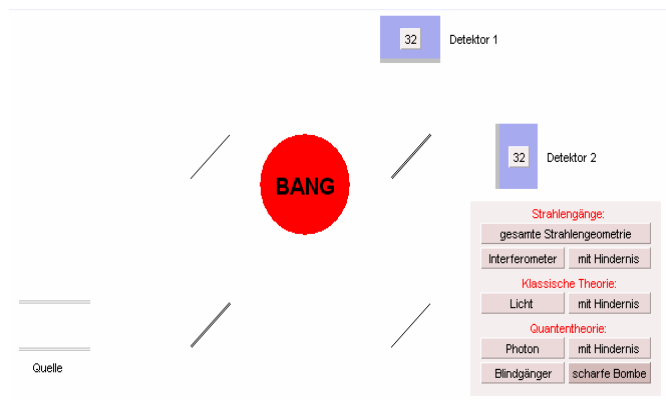 32
Detektor 1
32
Detektor 2
BANG
Strahlengänge:
gesamte Strahlengeometrie
Interferometer mit Hindernis
Klassische Theorie:
Licht mit Hindernis
Quantentheorie:
Photon mit Hindernis
Blindgänger scharfe Bombe
Quelle